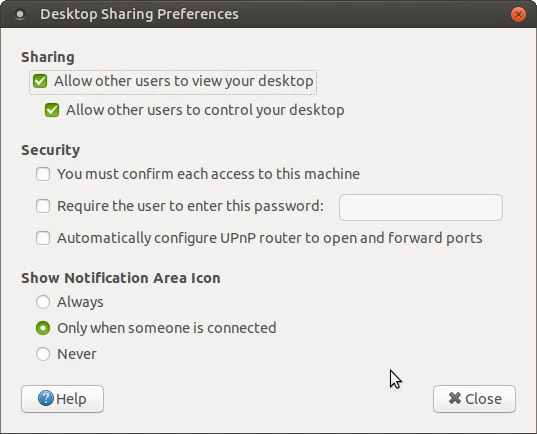 Desktop Sharing Preferences
Sharing
Allow other users to view your desktop
Allow other users to control your desktop
Security
You must confirm each access to this machine
Require the user to enter this password:
Automatically configure UPnP router to open and forward ports
Show Notification Area Icon
Always
Only when someone is connected
Never
Help Close